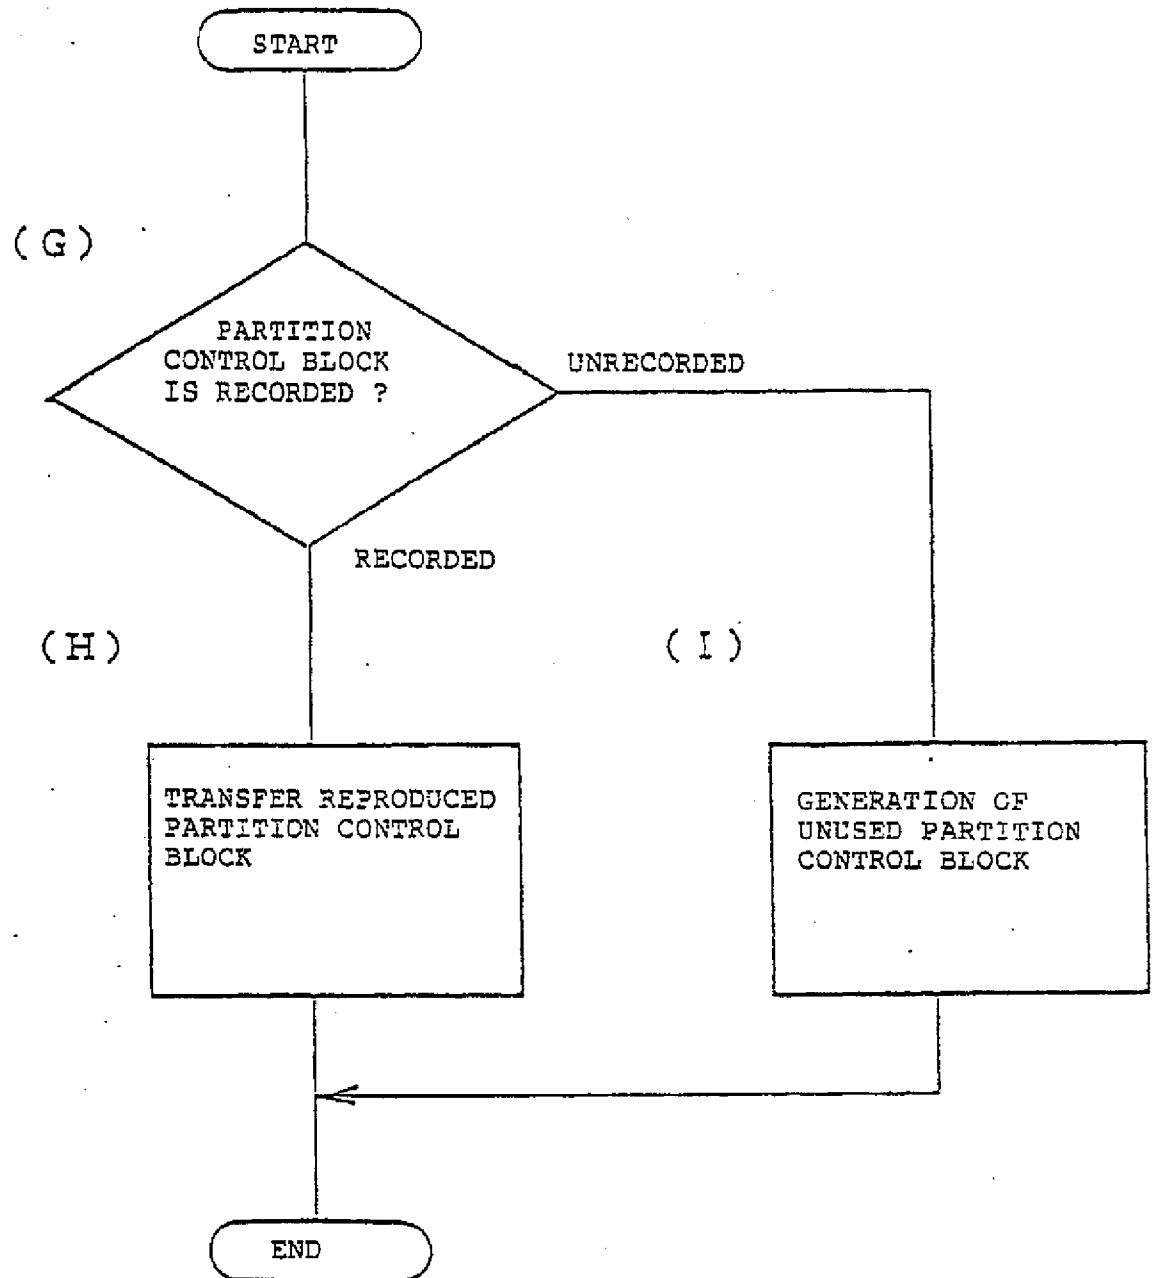 START
(G)
PARTITION
CONTROL BLOCK
IS RECORDED ?
UNRECORDED
RECORDED
(H)
(I)
TRANSFER REPRODUCED
PARTITION CONTROL
BLOCK
GENERATION OF
UNUSED PARTITION
CONTROL BLOCK
END